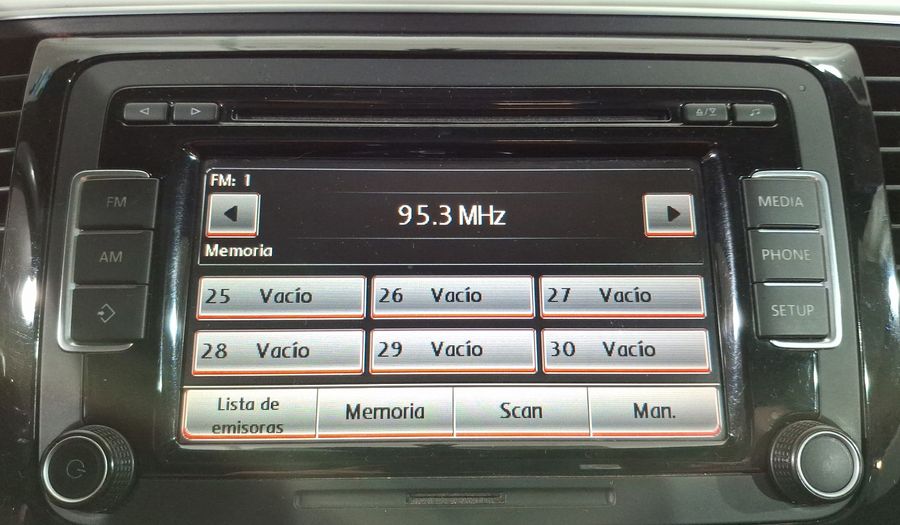 FM: 1
95.3 MHz
Memoria
25 Vacío
26 Vacío
27 Vacío
28 Vacío
29 Vacío
30 Vacío
Lista de
emisoras
Memoria
Scan
Man.
FM
AM
MEDIA
PHONE
SETUP